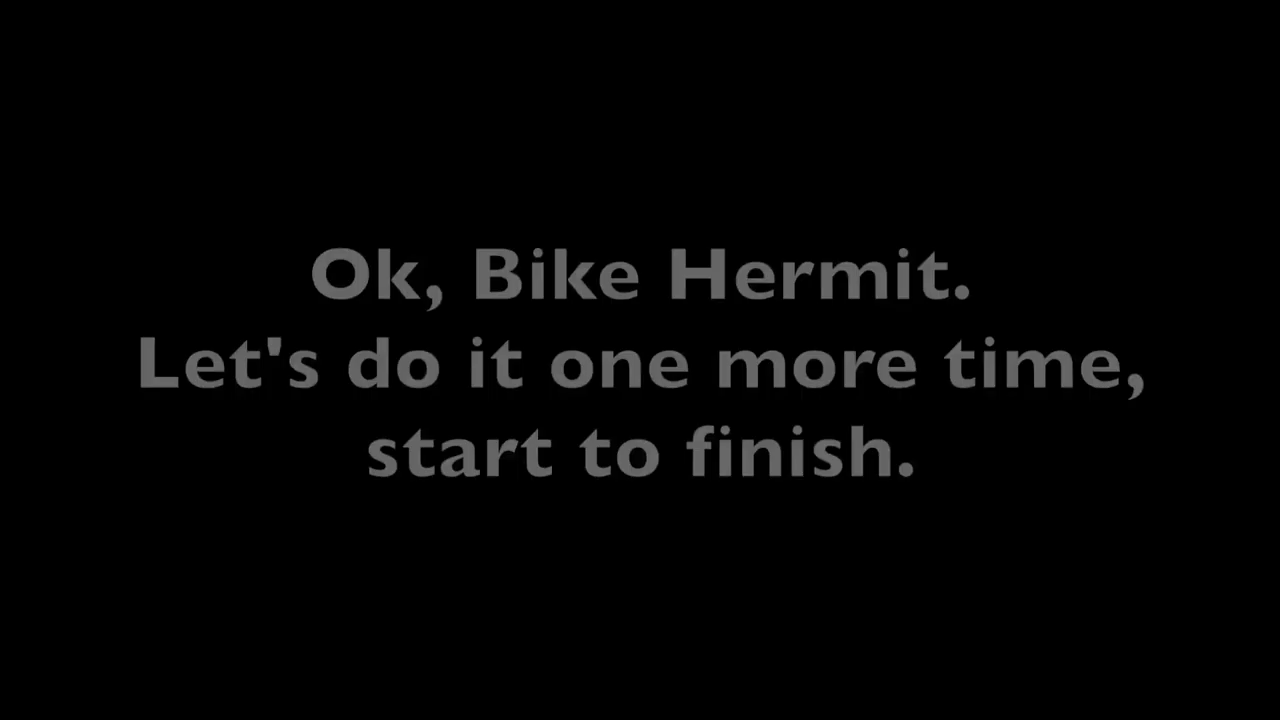 Ok, Bike Hermit.
Let's do it one more time,
start to finish.